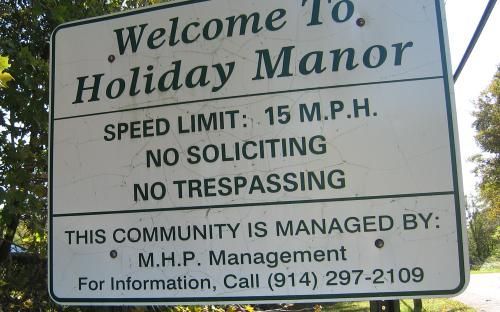 Welcome To
Holiday Manor
SPEED LIMIT: 15 M.P.H.
NO SOLICITING
NO TRESPASSING
THIS COMMUNITY IS MANAGED BY:
M.H.P. Management
For Information, Call (914) 297-2109